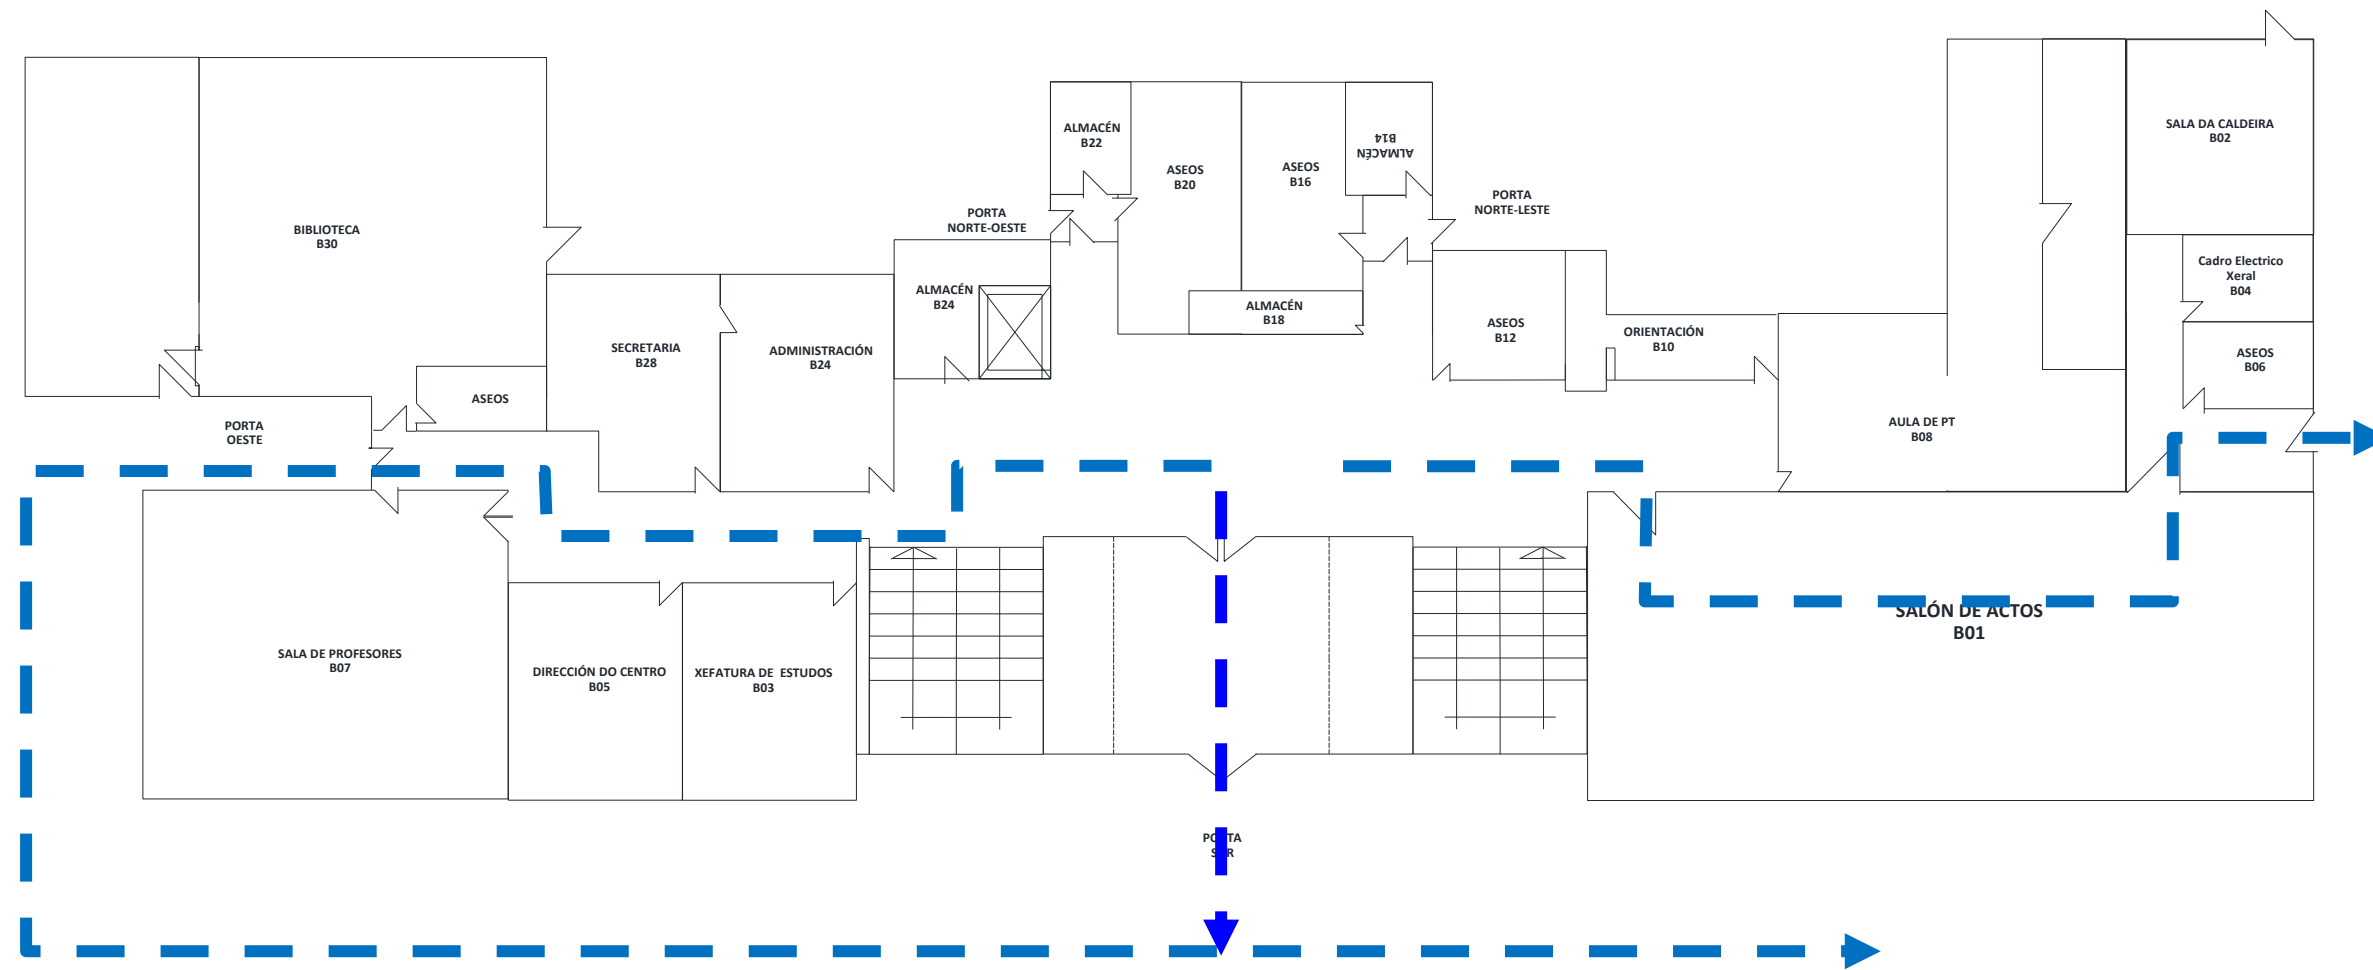 SALA DA CALDEIRA
B02
ALMACÉN
B22
ALMACÉN
B14
ASEOS
B20
ASEOS
B16
PORTA
NORTE-LESTE
PORTA
NORTE-OESTE
BIBLIOTECA
B30
Cadro Electrico
Xeral
B04
ALMACÉN
B24
ALMACÉN
B18
ASEOS
B12
ORIENTACIÓN
B10
SECRETARIA
B28
ADMINISTRACIÓN
B24
ASEOS
B06
ASEOS
PORTA
OESTE
AULA DE PT
B08
SALÓN DE ACTOS
B01
SALA DE PROFESORES
B07
DIRECCIÓN DO CENTRO
B05
XEFATURA DE ESTUDOS
B03
PORTA
SUR